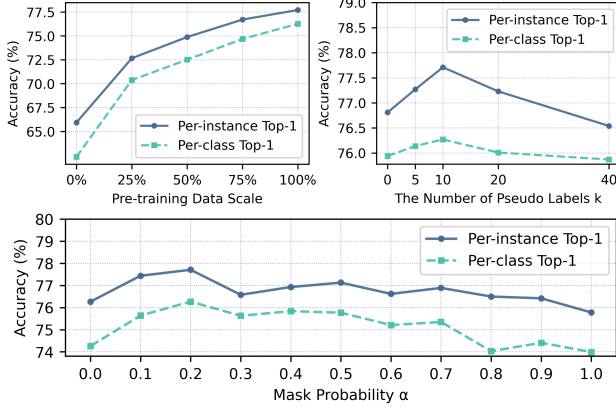 77.5
75.0
72.5
70.0
67.5
65.0
Accuracy (%)
Per-instance Top-1
Per-class Top-1
0% 25% 50% 75% 100%
Pre-training Data Scale
79.0
78.5
78.0
77.5
77.0
76.5
76.0
Accuracy (%)
Per-instance Top-1
Per-class Top-1
0 5 10 20 40
The Number of Pseudo Labels k
80
79
78
77
76
75
74
Accuracy (%)
Per-instance Top-1
Per-class Top-1
0.0 0.1 0.2 0.3 0.4 0.5 0.6 0.7 0.8 0.9 1.0
Mask Probability α